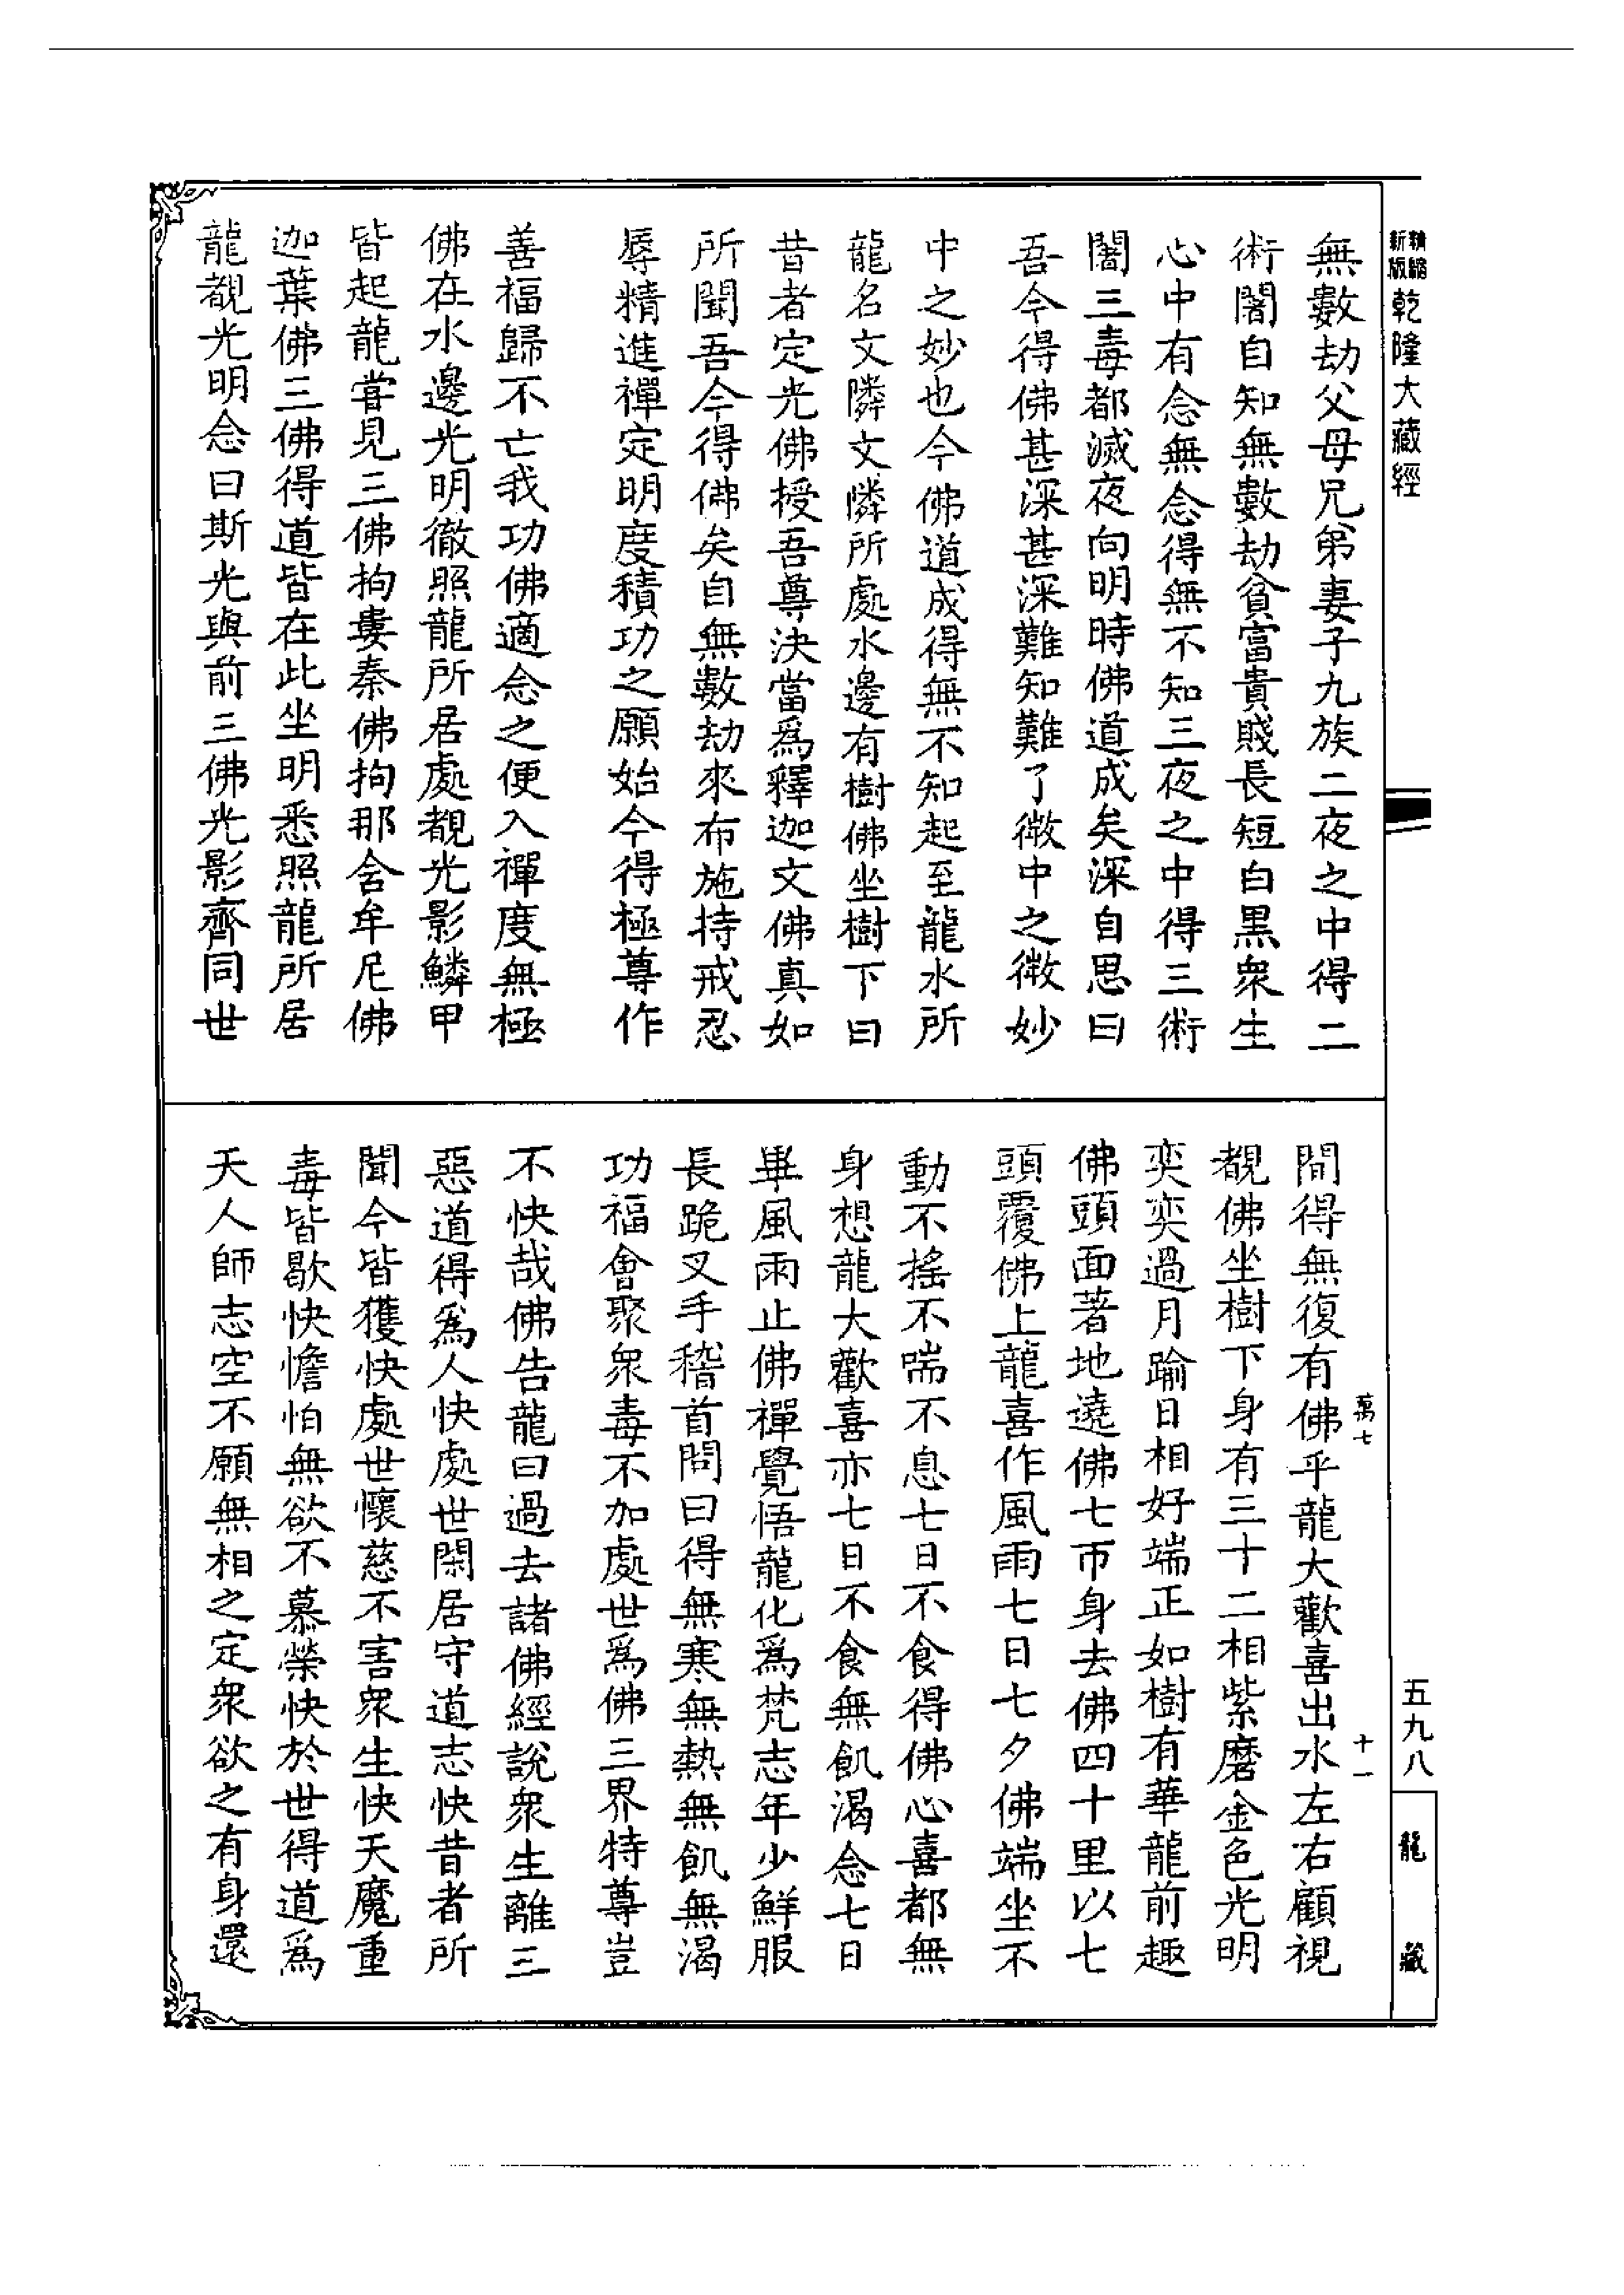 精縮
新版
乾隆大藏經
無數劫父母兄弟妻子九族二夜之中得二
術闍自知無數劫貧富貴賤長短白黑衆生
心中有念無念得無不知三夜之中得三術
闍三毒都滅夜向明時佛道成矣深自思曰
吾今得佛甚深甚深難知難了微中之微妙
中之妙也今佛道成得無不知起至龍水所
龍名文隣文憐所處水邊有樹佛坐樹下曰
昔者定光佛授吾尊決當爲釋迦文佛真如
所聞吾今得佛矣自無數劫來布施持戒忍
辱精進禪定明度積功之願始今得極尊作
善福歸不亡我功佛適念之便入禪度無極
佛在水邊光明徹照龍所居處覩光影鱗甲
皆起龍甞見三佛拘婁秦佛拘那舍牟尼佛
迦葉佛三佛得道皆在此坐明悉照龍所居
龍覩光明念曰斯光與前三佛光影齊同世
間得無復有佛乎龍大歡喜出水左右顧視
覩佛坐樹下身有三十二相紫磨金色光明
奕奕過月踰日相好端正如樹有華龍前趣
佛頭面著地遶佛七帀身去佛四十里以七
頭覆佛上龍喜作風雨七日七夕佛端坐不
動不搖不喘不息七日不食得佛心喜都無
身想龍大歡喜亦七日不食無飢渴念七日
畢風雨止佛禪覺悟龍化爲梵志年少鮮服
長跪叉手稽首問曰得無寒無熱無飢無渴
功福會聚衆毒不加處世爲佛三界特尊豈
不快哉佛告龍曰過去諸佛經說衆生離三
惡道得爲人快處世閑居守道志快昔者所
聞今皆獲快處世懷慈不害衆生快天魔重
毒皆歇快憺怕無欲不慕榮快於世得道爲
天人師志空不願無相之定衆欲之有身還
萬七
十一
五九八
龍藏